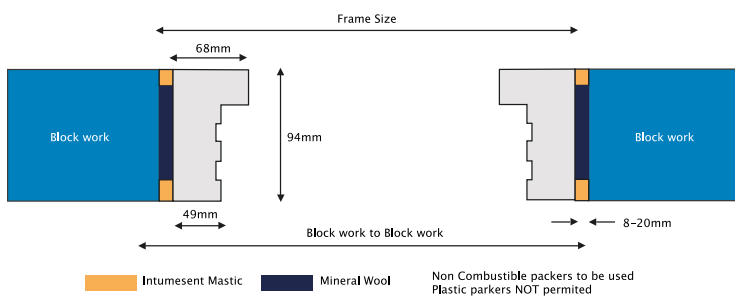 Frame Size
68mm
Block work
94mm
Block work
49mm
8-20mm
Block work to Block work
Intumesent Mastic
Mineral Wool
Non Combustible packers to be used
Plastic parkers NOT permited